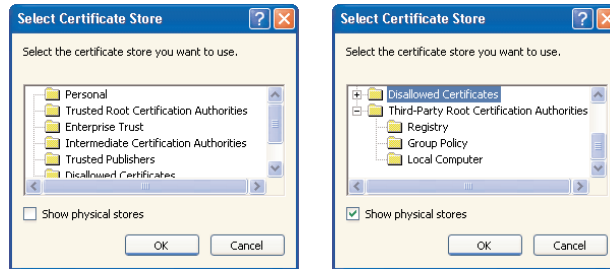 Select Certificate Store
Select the certificate store you want to use.
Personal
Trusted Root Certification Authorities
Enterprise Trust
Intermediate Certification Authorities
Trusted Publishers
Disallowed Certificates
Show physical stores
OK
Cancel
Select Certificate Store
Select the certificate store you want to use.
Disallowed Certificates
Third-Party Root Certification Authorities
Registry
Group Policy
Local Computer
Show physical stores
OK
Cancel